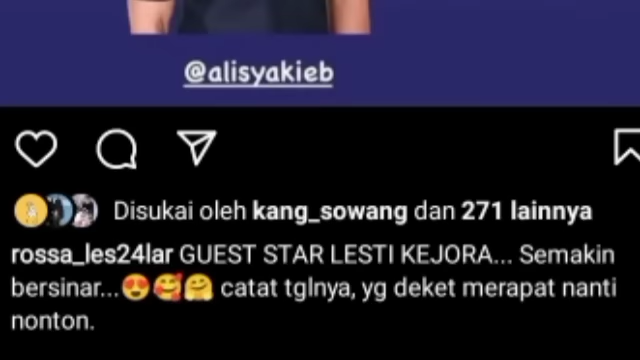 @alisyakieb
Disukai oleh kang_sowang dan 271 lainnya
rossa_les24lar GUEST STAR LESTI KEJORA... Semakin
bersinar...😍🥰🤗 catat tglnya, yg deket merapat nanti
nonton.